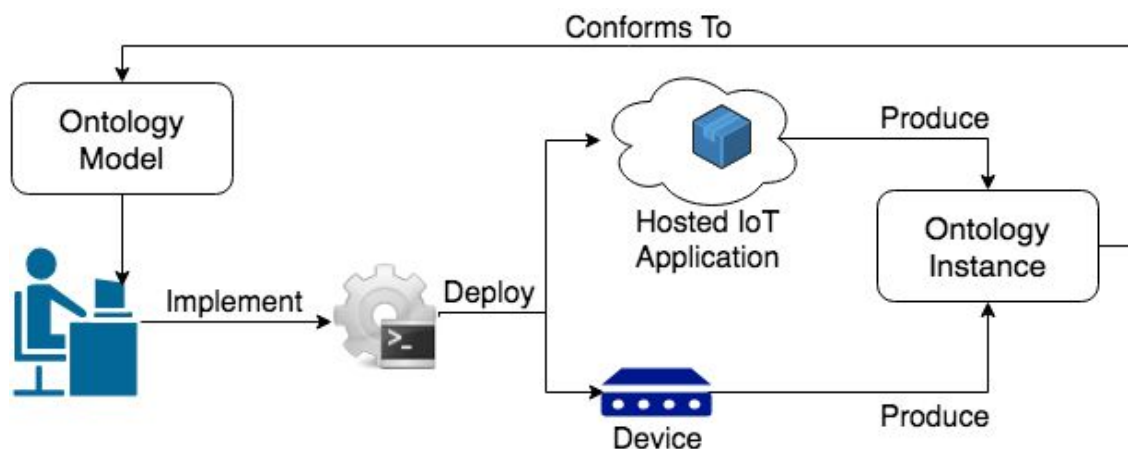 Conforms To
Ontology
Model
Produce
Hosted IoT
Application
Ontology
Instance
Implement
Deploy
>_
Device
Produce